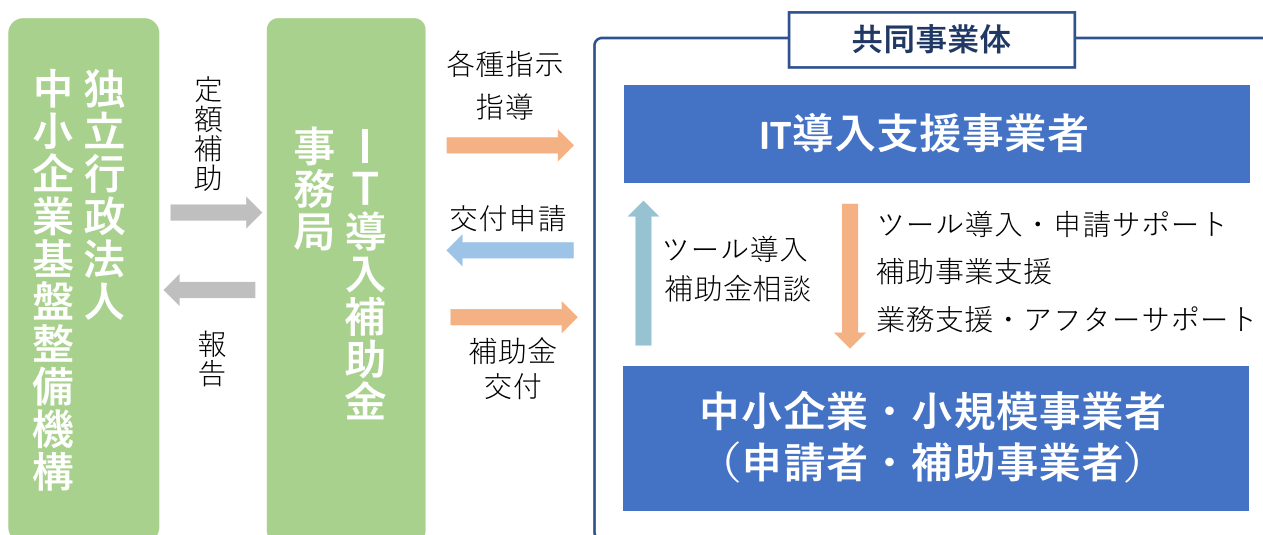 独立行政法人
中小企業基盤整備機構
定額補助
報告
ＩＴ導入補助金
事務局
各種指示
指導
交付申請
補助金
交付
共同事業体
IT導入支援事業者
ツール導入
補助金相談
ツール導入・申請サポート
補助事業支援
業務支援・アフターサポート
中小企業・小規模事業者
（申請者・補助事業者）